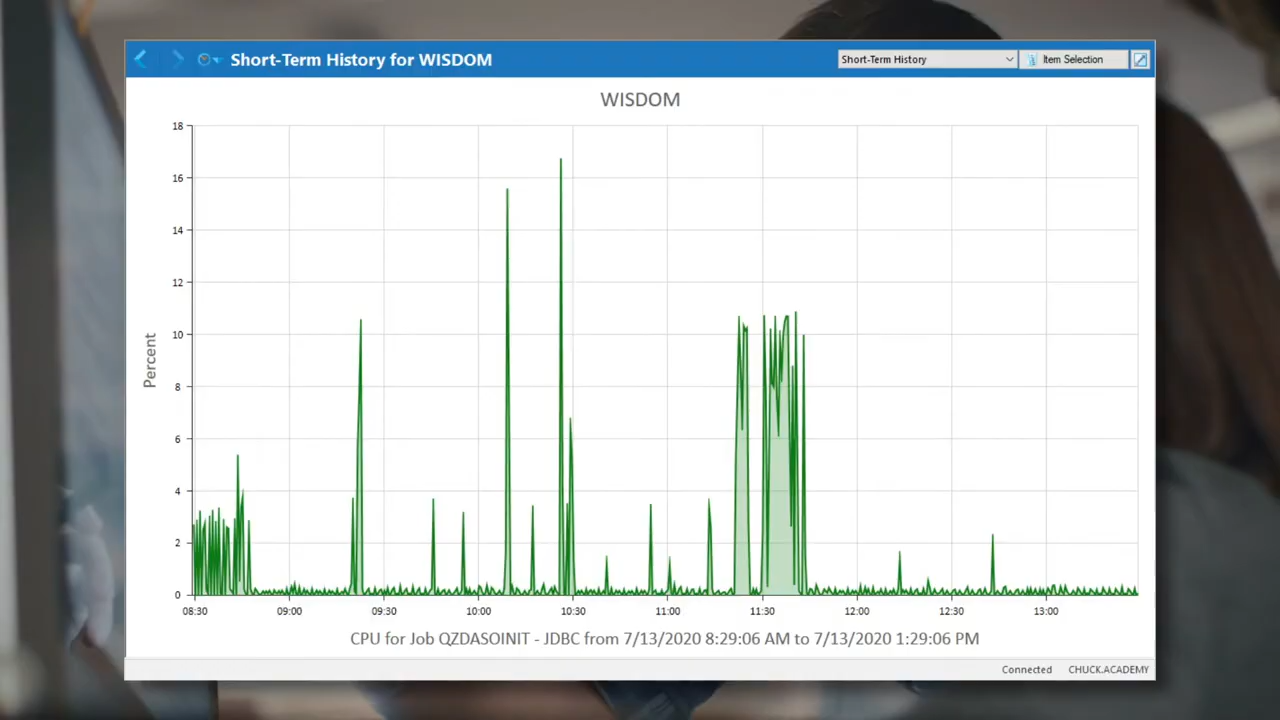 Short-Term History for WISDOM
Short-Term History
Item Selection
WISDOM
18
16
14
12
10
8
6
4
2
0
Percent
08:30 09:00 09:30 10:00 10:30 11:00 11:30 12:00 12:30 13:00
CPU for Job QZDASOINIT - JDBC from 7/13/2020 8:29:06 AM to 7/13/2020 1:29:06 PM
Connected CHUCK.ACADEMY